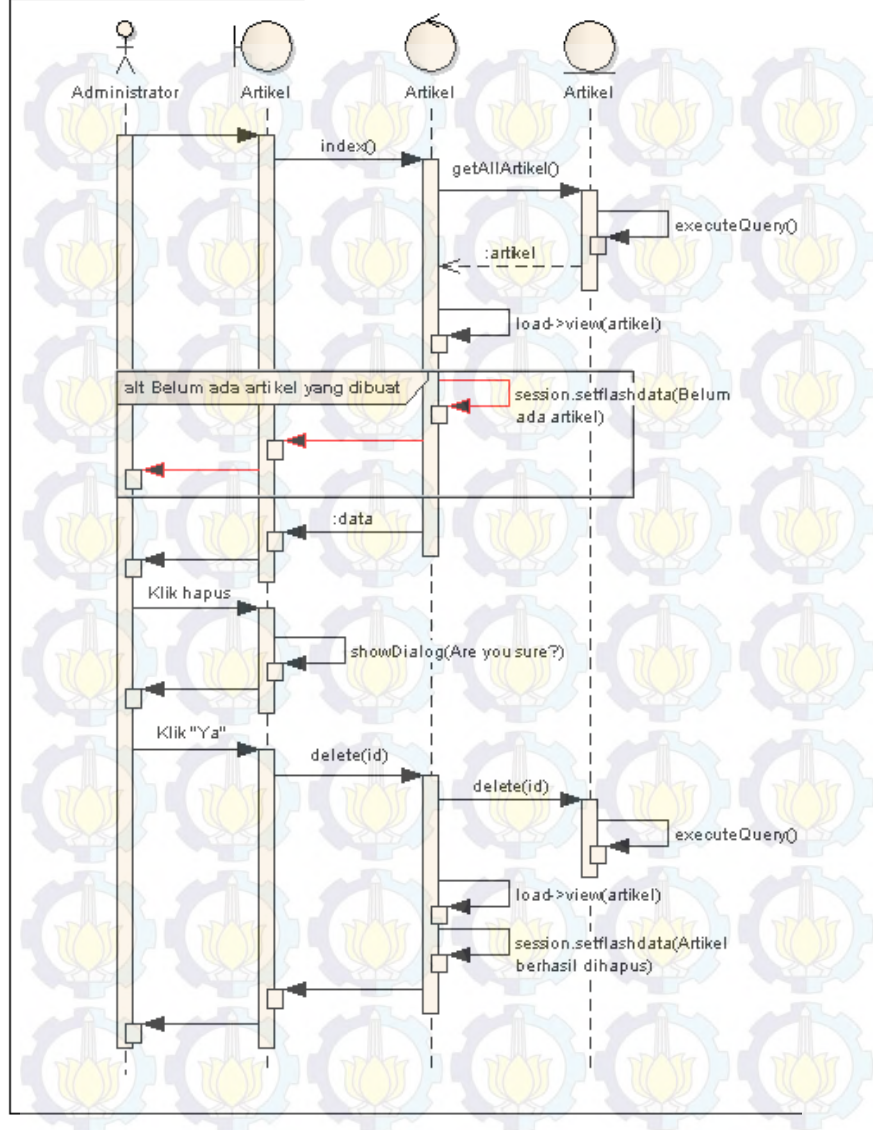 Administrator
Artikel
Artikel
Artikel
index()
getAllArtikel()
executeQuery()
:artikel
load->view(artikel)
alt Belum ada artikel yang dibuat
session.setflashdata(Belum
ada artikel)
:data
Klik hapus
showDialog(Are you sure?)
Klik "Ya"
delete(id)
delete(id)
executeQuery()
load->view(artikel)
session.setflashdata(Artikel
berhasil dihapus)